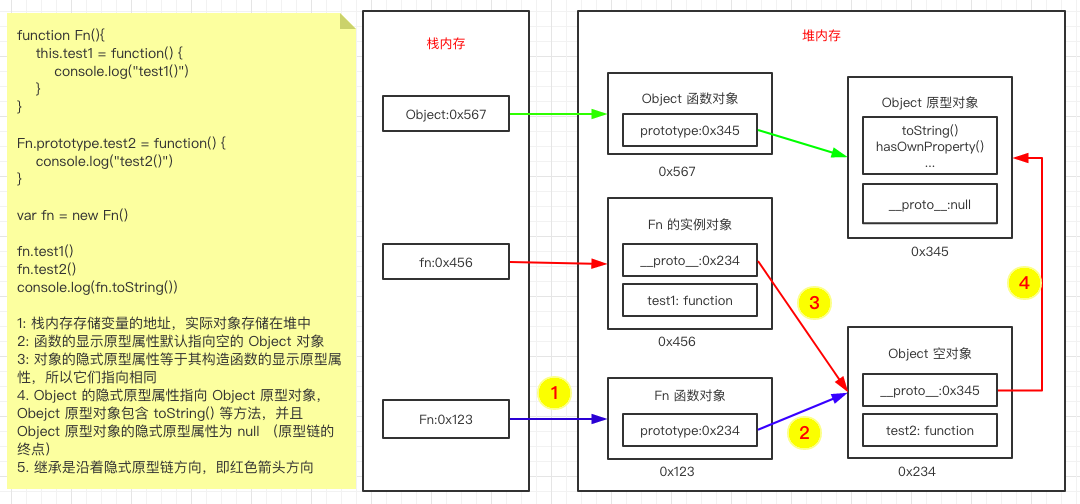 function Fn(){
this.test1 = function() {
console.log("test1()")
}
}
Fn.prototype.test2 = function() {
console.log("test2()")
}
var fn = new Fn()
fn.test1()
fn.test2()
console.log(fn.toString())
1: 栈内存存储变量的地址，实际对象存储在堆中
2: 函数的显示原型属性默认指向空的 Object 对象
3: 对象的隐式原型属性等于其构造函数的显示原型属
性，所以它们指向相同
4. Object 的隐式原型属性指向 Object 原型对象，
Obejct 原型对象包含 toString() 等方法，并且
Object 原型对象的隐式原型属性为 null （原型链的
终点）
5. 继承是沿着隐式原型链方向，即红色箭头方向
栈内存
Object:0x567
fn:0x456
Fn:0x123
堆内存
Object 函数对象
prototype:0x345
0x567
Object 原型对象
toString()
hasOwnProperty()
...
__proto__:null
0x345
Fn 的实例对象
__proto__:0x234
test1: function
0x456
Fn 函数对象
prototype:0x234
0x123
Object 空对象
__proto__:0x345
test2: function
0x234
1
2
3
4